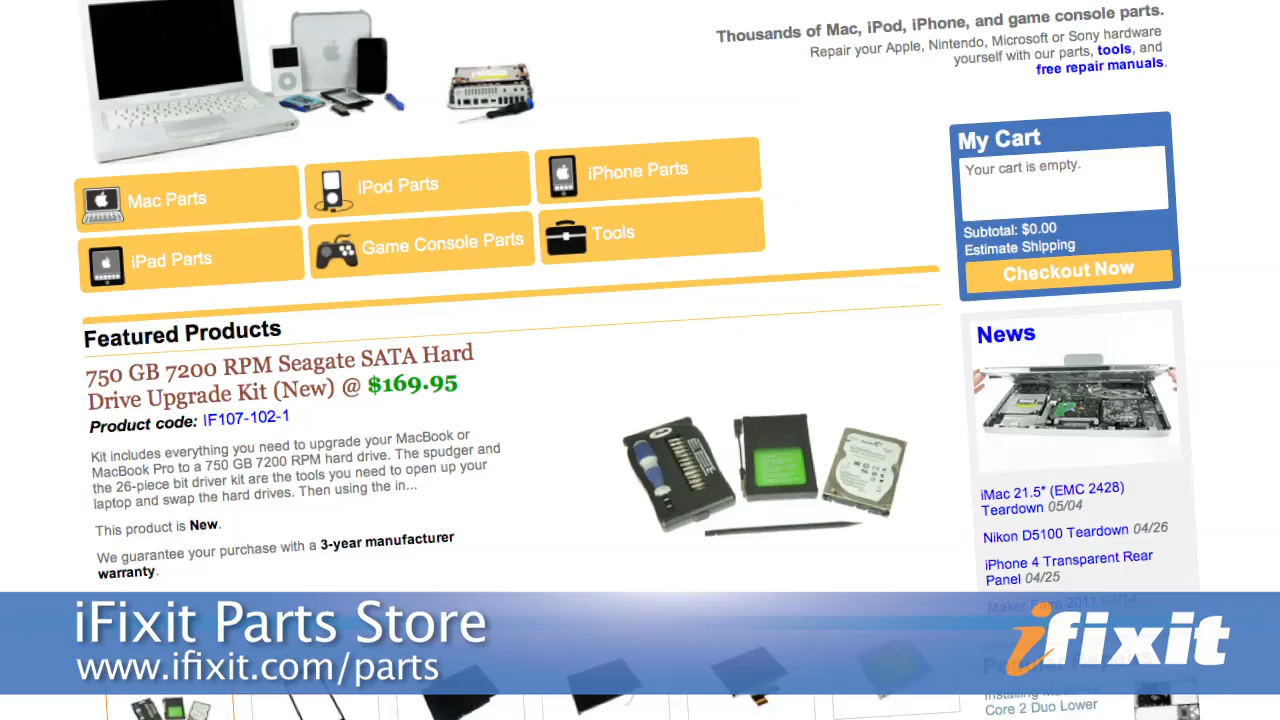 Thousands of Mac, iPod, iPhone, and game console parts.
Repair your Apple, Nintendo, Microsoft or Sony hardware
yourself with our parts, tools, and
free repair manuals.
Mac Parts
iPod Parts
iPhone Parts
iPad Parts
Game Console Parts
Tools
My Cart
Your cart is empty.
Subtotal: $0.00
Estimate Shipping
Checkout Now
Featured Products
750 GB 7200 RPM Seagate SATA Hard
Drive Upgrade Kit (New) @ $169.95
Product code: IF107-102-1
Kit includes everything you need to upgrade your MacBook or
MacBook Pro to a 750 GB 7200 RPM hard drive. The spudger and
the 26-piece bit driver kit are the tools you need to open up your
laptop and swap the hard drives. Then using the in...
This product is New.
We guarantee your purchase with a 3-year manufacturer
warranty.
News
iMac 21.5" (EMC 2428)
Teardown 05/04
Nikon D5100 Teardown 04/26
iPhone 4 Transparent Rear
Panel 04/25
Maker Faire 2011 04/14
iFixit Parts Store
www.ifixit.com/parts
ifixit
Core 2 Duo Lower